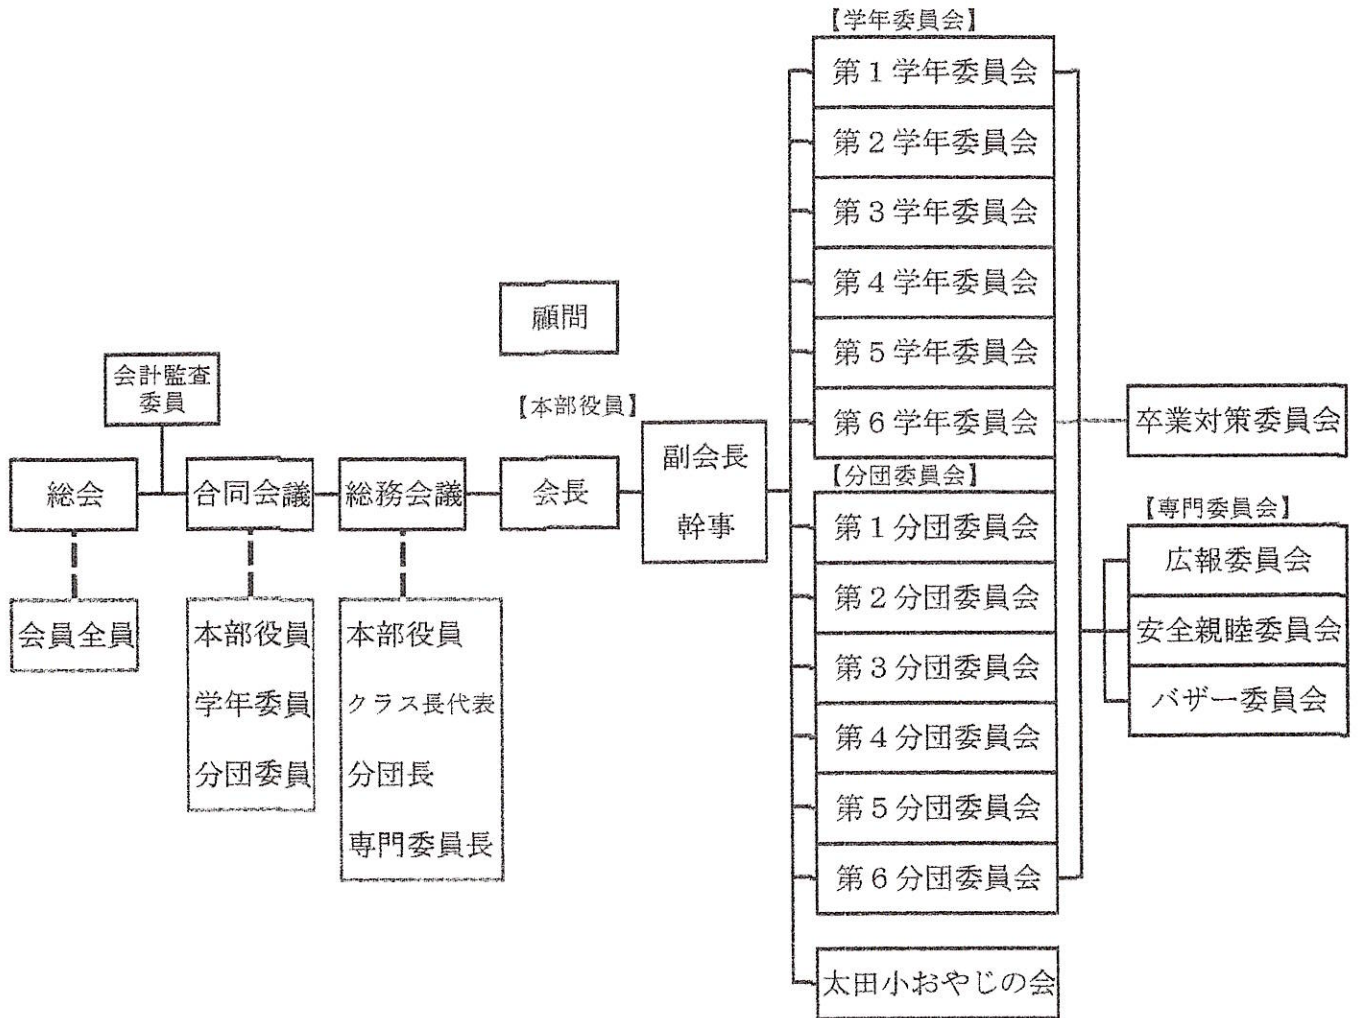 会計監査
委員
総会
会員全員
合同会議
本部役員
学年委員
分団委員
総務会議
本部役員
クラス長代表
分団長
専門委員長
顧問
【本部役員】
会長
副会長
幹事
【学年委員会】
第1学年委員会
第2学年委員会
第3学年委員会
第4学年委員会
第5学年委員会
第6学年委員会
【分団委員会】
第1分団委員会
第2分団委員会
第3分団委員会
第4分団委員会
第5分団委員会
第6分団委員会
太田小おやじの会
卒業対策委員会
【専門委員会】
広報委員会
安全親睦委員会
バザー委員会